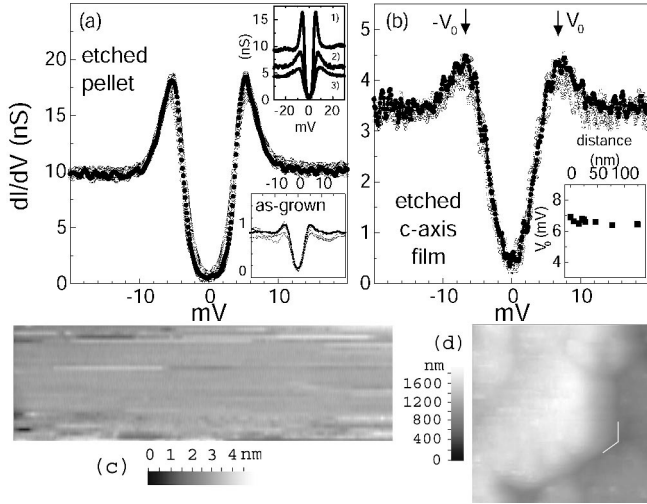 (a)
etched
pellet
dI/dV (nS)
25
20
15
10
5
0
-10
0
10
mV
15
10
5
0
(nS)
1)
2)
3)
-20
0
20
mV
-10
0
10
as-grown
1
0
(b)
-V0
V0
5
4
3
2
1
0
-10
0
10
mV
etched
c-axis
film
distance
(nm)
0
50
100
8
6
4
V0 (mV)
(c)
0 1 2 3 4 nm
(d)
nm
1600
1200
800
400
0